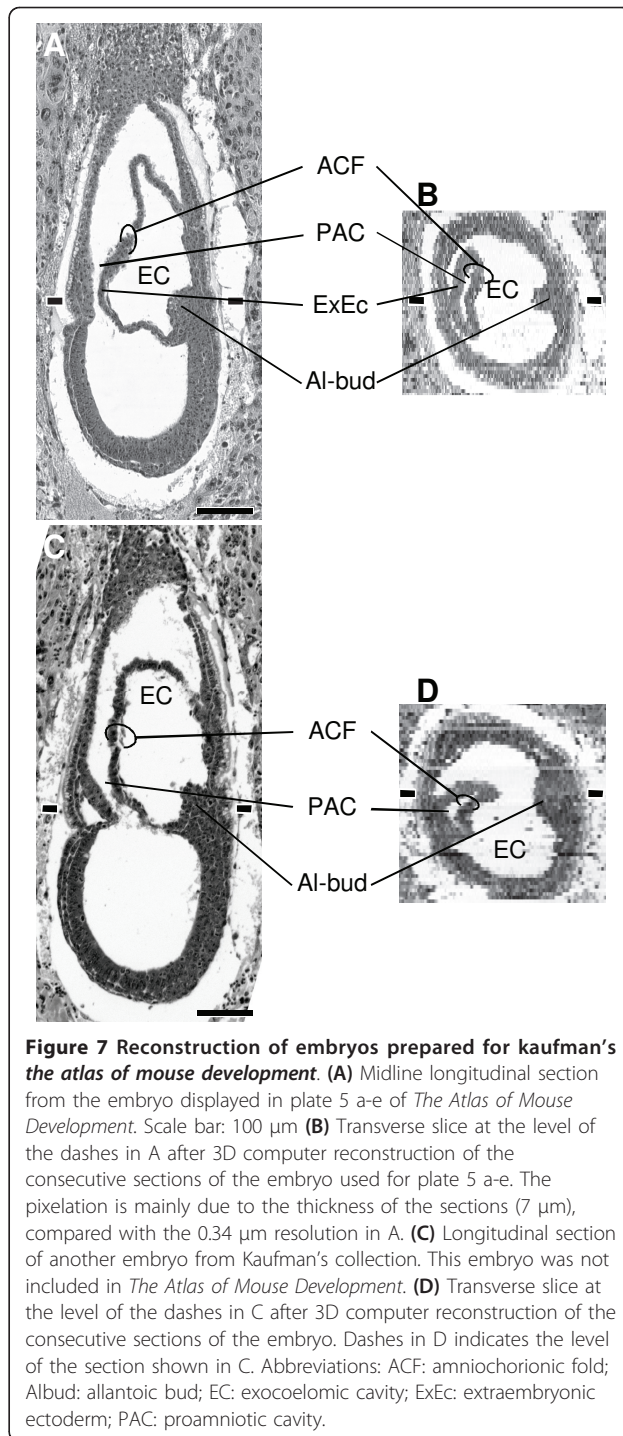 A
ACF
B
PAC
EC
EC
ExEc
Al-bud
C
EC
D
ACF
PAC
EC
Al-bud
Figure 7 Reconstruction of embryos prepared for kaufman's
the atlas of mouse development. (A) Midline longitudinal section
from the embryo displayed in plate 5 a-e of The Atlas of Mouse
Development. Scale bar: 100 μm (B) Transverse slice at the level of
the dashes in A after 3D computer reconstruction of the
consecutive sections of the embryo used for plate 5 a-e. The
pixelation is mainly due to the thickness of the sections (7 μm),
compared with the 0.34 μm resolution in A. (C) Longitudinal section
of another embryo from Kaufman's collection. This embryo was not
included in The Atlas of Mouse Development. (D) Transverse slice at
the level of the dashes in C after 3D computer reconstruction of the
consecutive sections of the embryo. Dashes in D indicates the level
of the section shown in C. Abbreviations: ACF: amniochorionic fold;
Albud: allantoic bud; EC: exocoelomic cavity; ExEc: extraembryonic
ectoderm; PAC: proamniotic cavity.